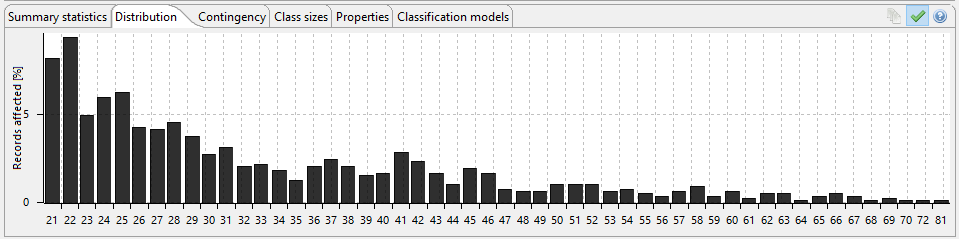 Summary statistics Distribution Contingency Class sizes Properties Classification models
Records affected [%]
5
0
21 22 23 24 25 26 27 28 29 30 31 32 33 34 35 36 37 38 39 40 41 42 43 44 45 46 47 48 49 50 51 52 53 54 55 56 57 58 59 60 61 62 63 64 65 66 67 68 69 70 72 81